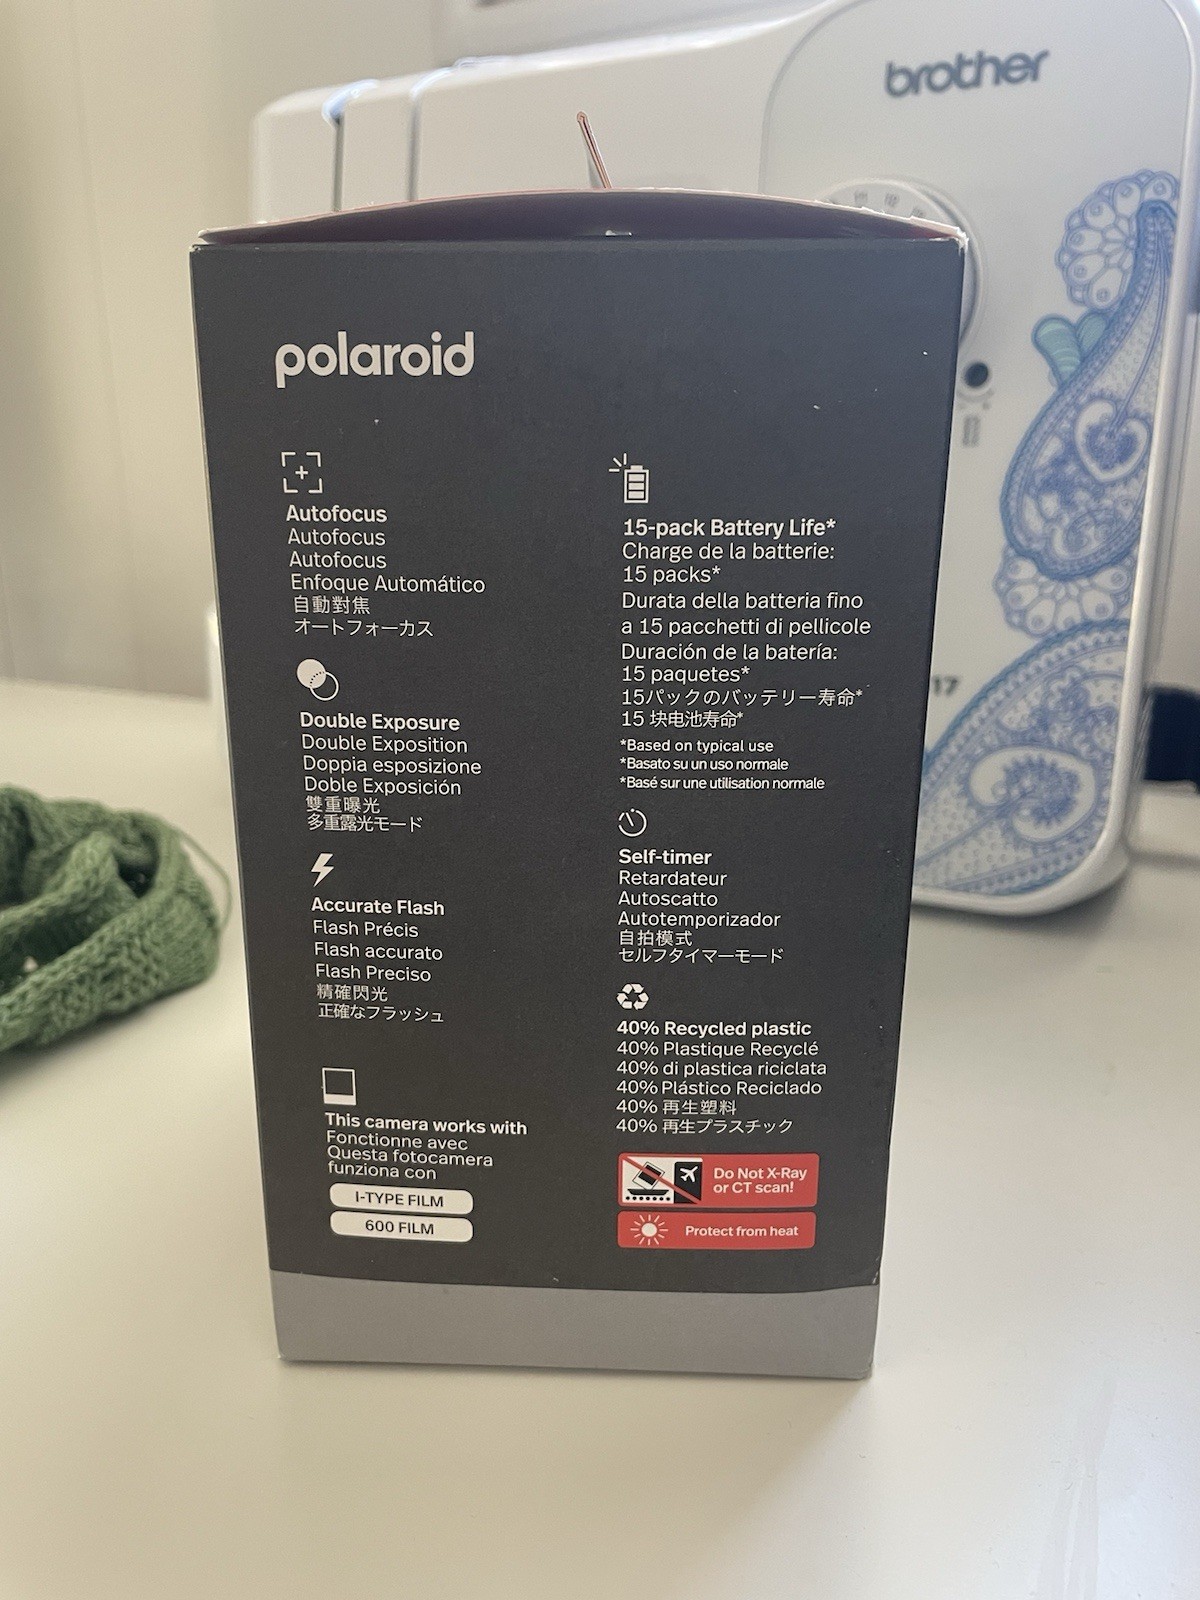 brother
polaroid
Autofocus
Autofocus
Autofocus
Enfoque Automático
自動對焦
オートフォーカス
Double Exposure
Double Exposition
Doppia esposizione
Doble Exposición
雙重曝光
多重露光モード
Accurate Flash
Flash Précis
Flash accurato
Flash Preciso
精確閃光
正確なフラッシュ
This camera works with
Fonctionne avec
Questa fotocamera
funziona con
I-TYPE FILM
600 FILM
15-pack Battery Life*
Charge de la batterie:
15 packs*
Durata della batteria fino
a 15 pacchetti di pellicole
Duración de la batería:
15 paquetes*
15パックのバッテリー寿命*
15 块电池寿命*
*Based on typical use
*Basato su un uso normale
*Basé sur une utilisation normale
Self-timer
Retardateur
Autoscatto
Autotemporizador
自拍模式
セルフタイマーモード
40% Recycled plastic
40% Plastique Recyclé
40% di plastica riciclata
40% Plástico Reciclado
40% 再生塑料
40% 再生プラスチック
Do Not X-Ray
or CT scan!
Protect from heat
17